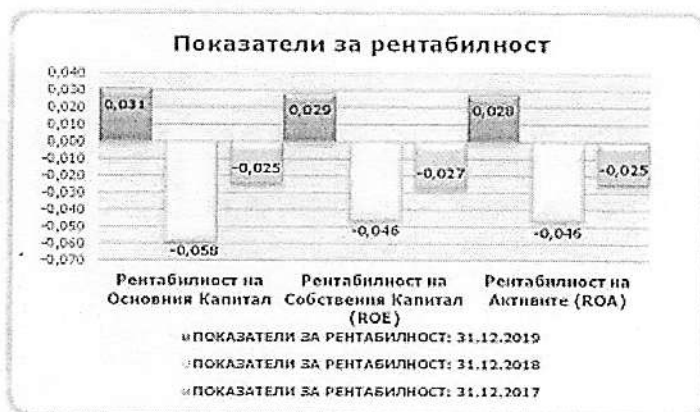 Показатели за рентабилност
0,040
0,030
0,020
0,010
0,000
-0,010
-0,020
-0,030
-0,040
-0,050
-0,060
-0,070
0,031
-0,058
-0,025
0,029
-0,046
-0,027
0,028
-0,046
-0,025
Рентабилност на
Основния Капитал
Рентабилност на
Собствения Капитал
(ROE)
Рентабилност на
Активите (ROA)
ПОКАЗАТЕЛИ ЗА РЕНТАБИЛНОСТ: 31.12.2019
ПОКАЗАТЕЛИ ЗА РЕНТАБИЛНОСТ: 31.12.2018
ПОКАЗАТЕЛИ ЗА РЕНТАБИЛНОСТ: 31.12.2017